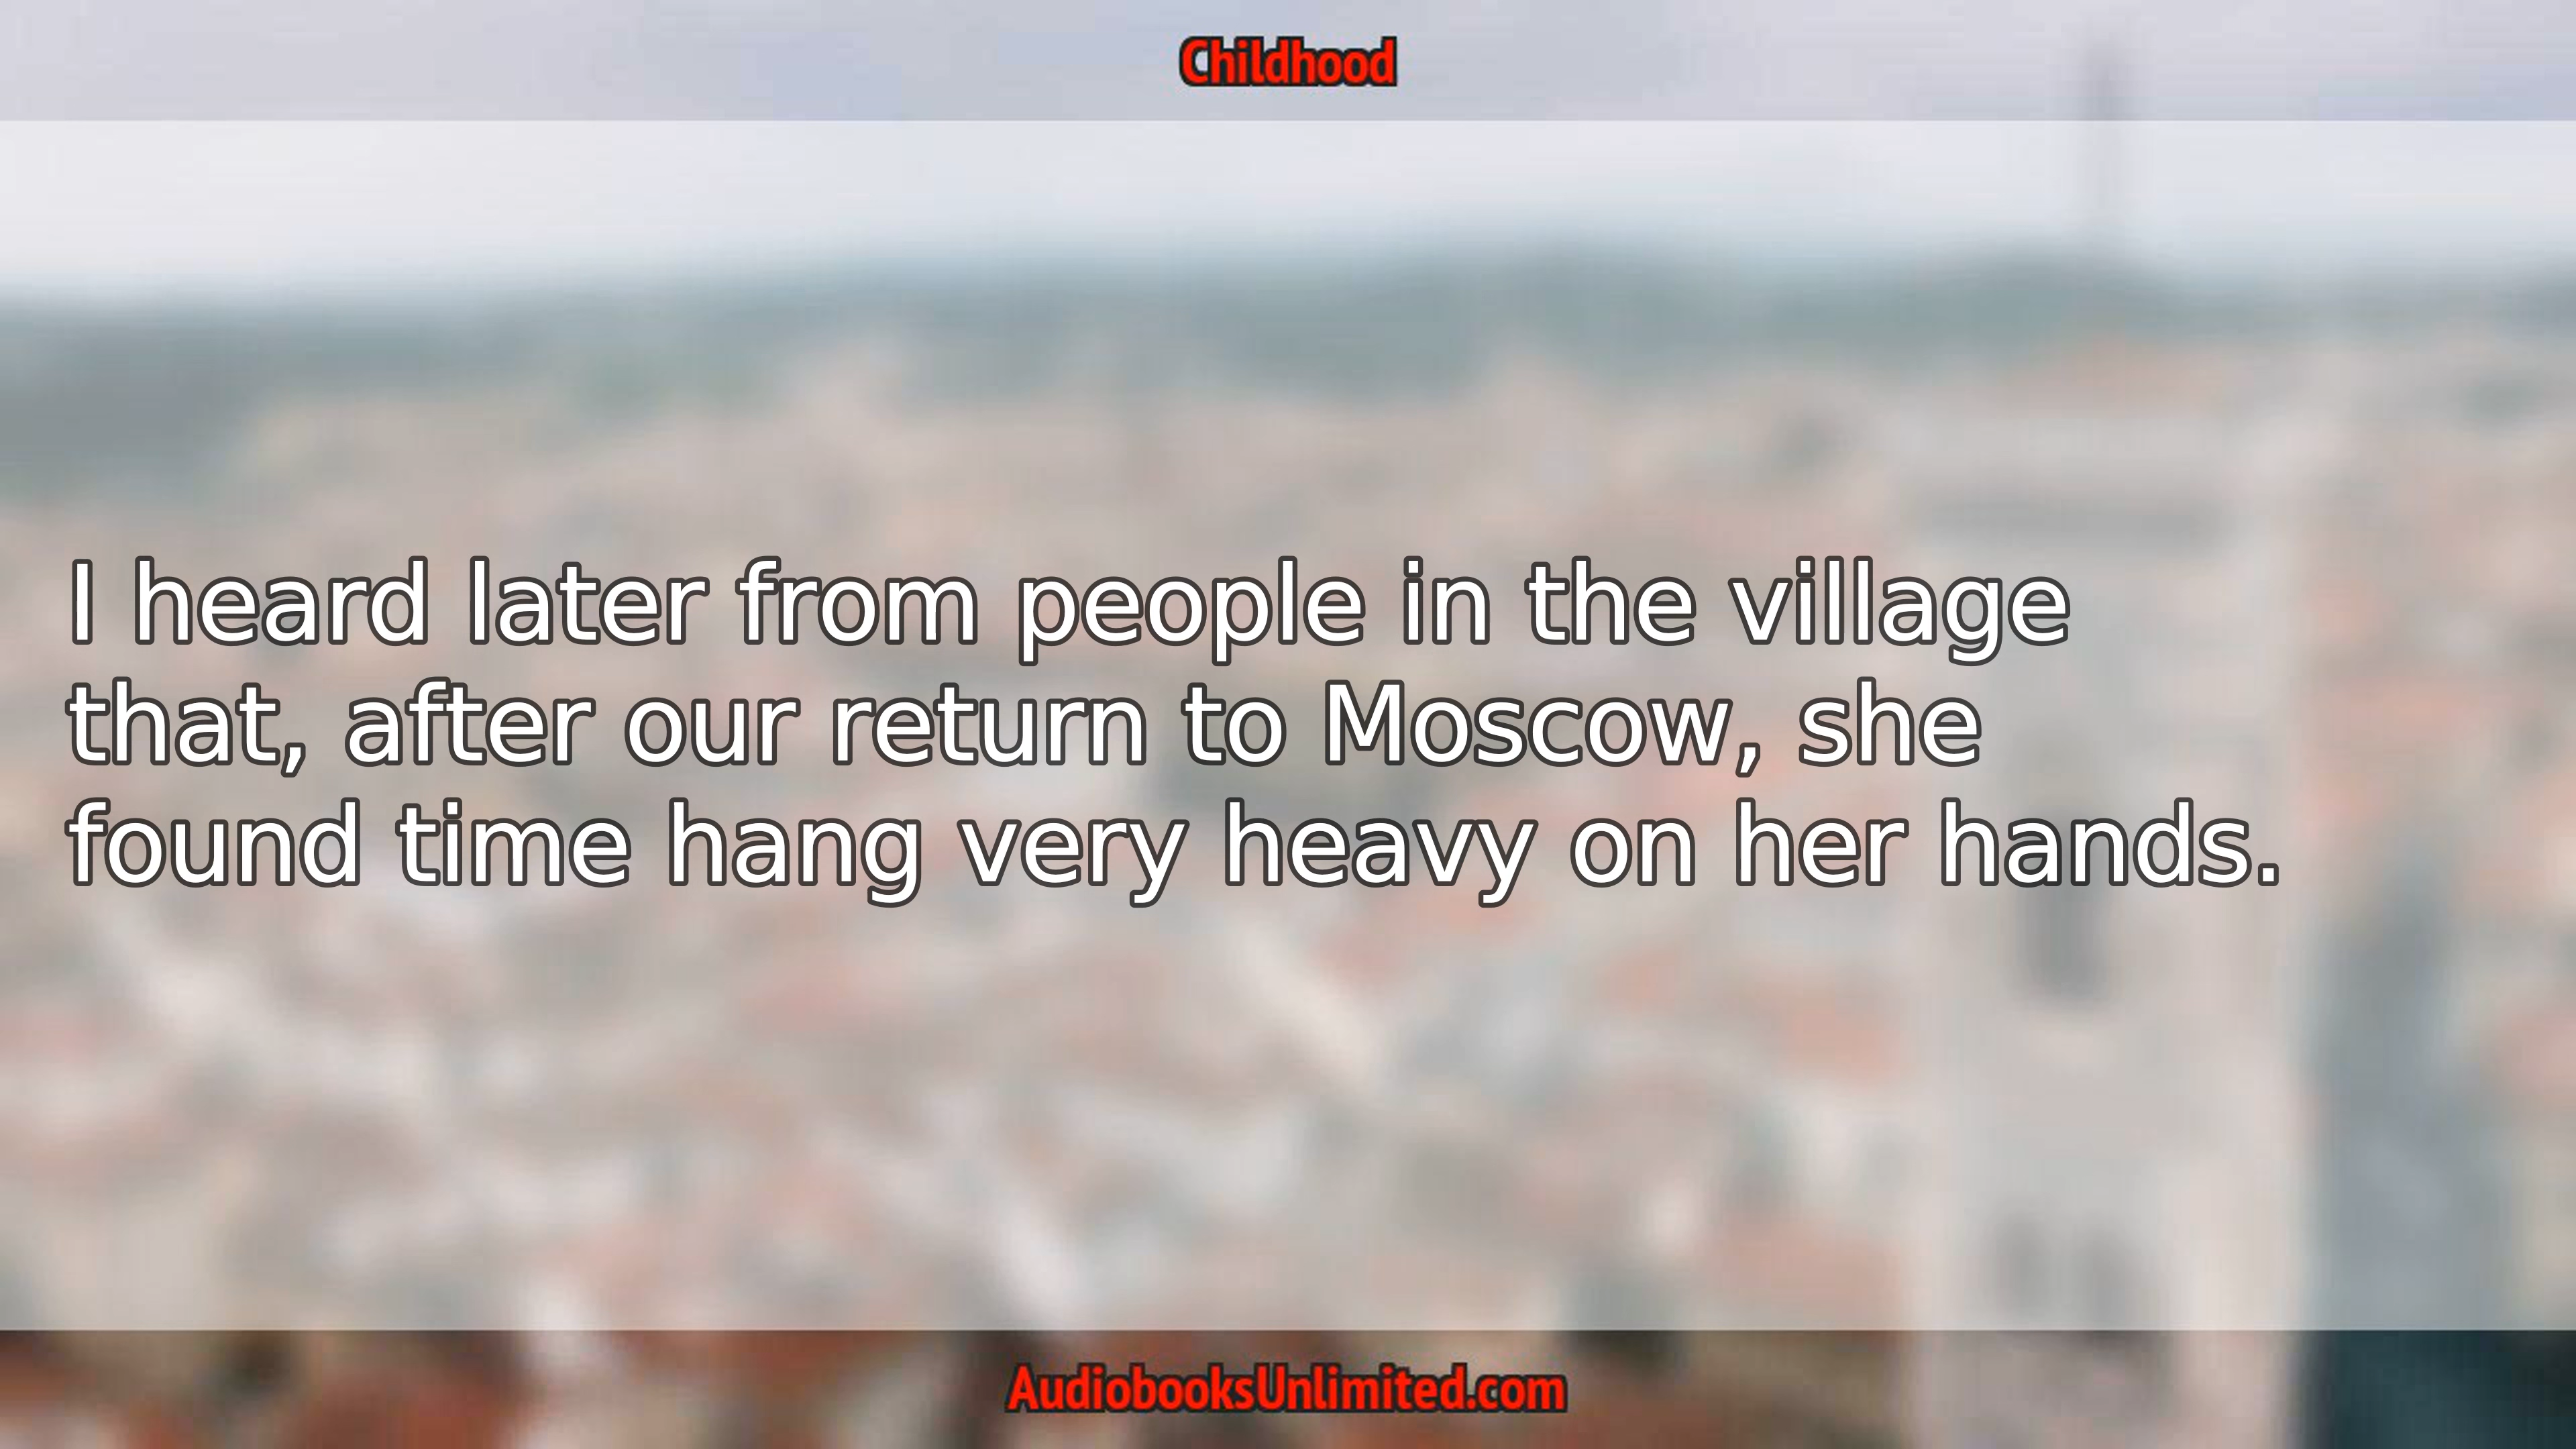 Childhood
I heard later from people in the village
that, after our return to Moscow, she
found time hang very heavy on her hands.
AudiobooksUnlimited.com